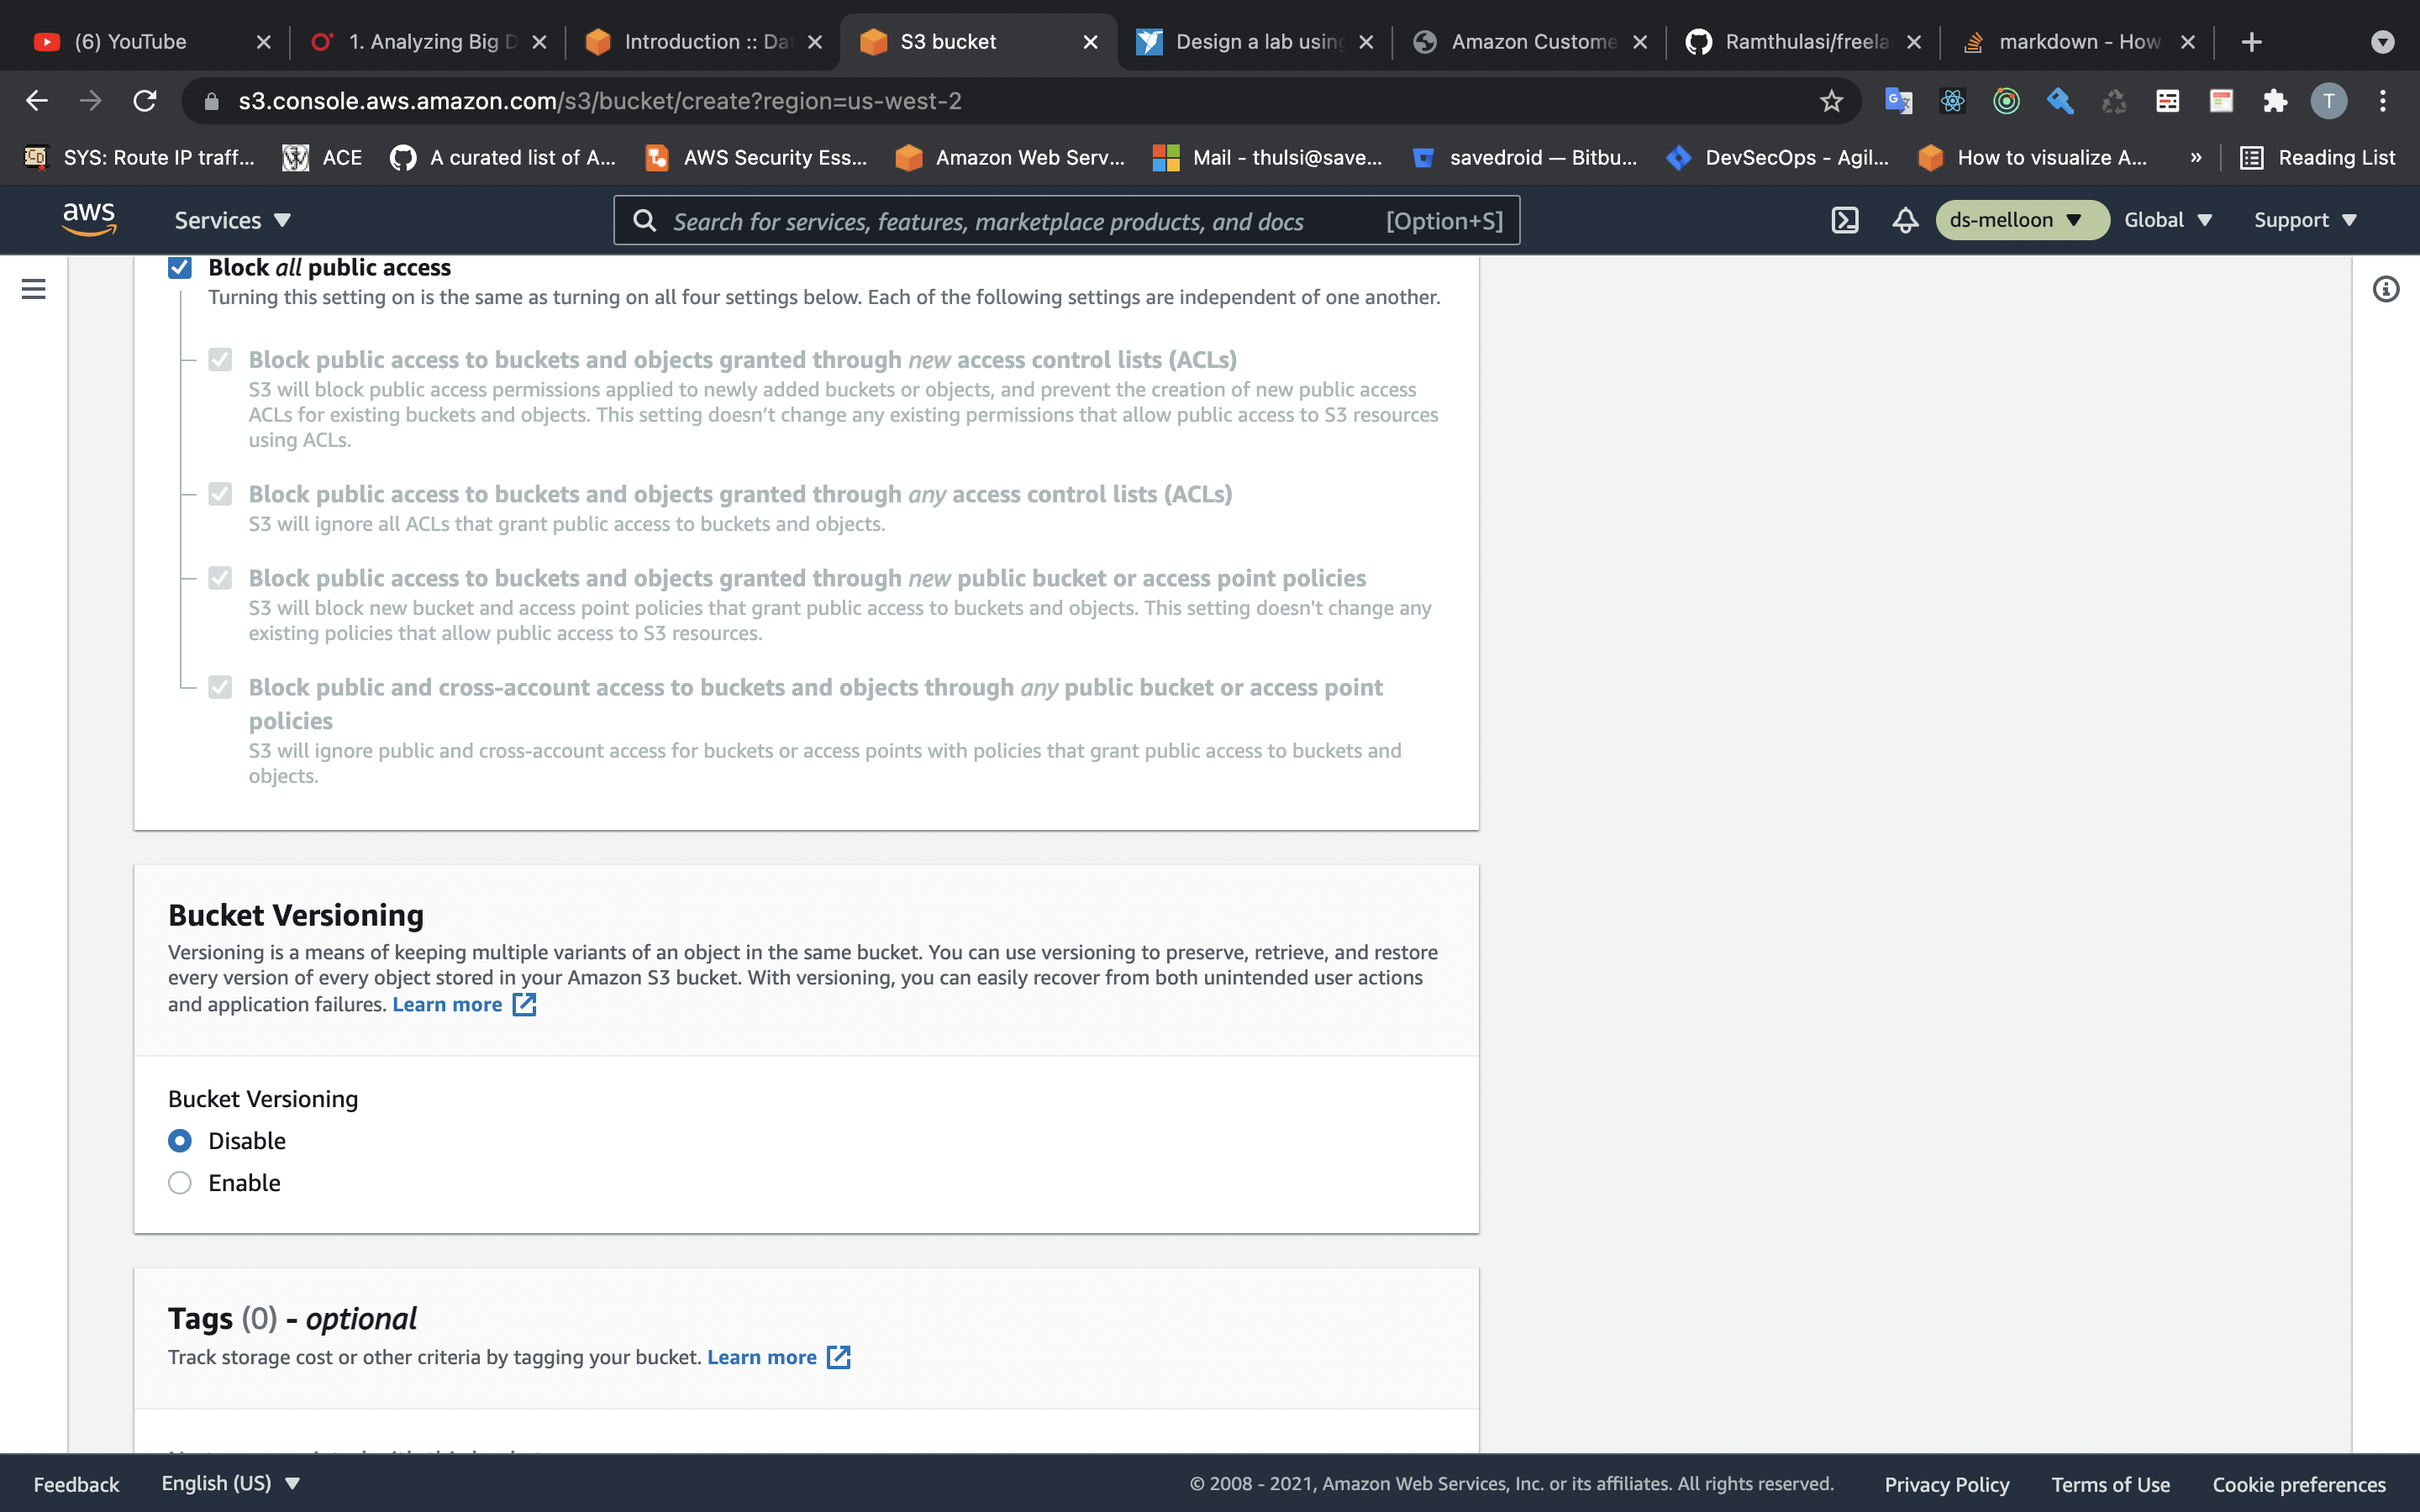 (6) YouTube
1. Analyzing Big D
Introduction :: Dat
S3 bucket
Design a lab using
Amazon Custome
Ramthulasi/freela
markdown - How
s3.console.aws.amazon.com/s3/bucket/create?region=us-west-2
T
SYS: Route IP traff...
ACE
A curated list of A...
AWS Security Ess...
Amazon Web Serv...
Mail - thulsi@save...
savedroid — Bitbu...
DevSecOps - Agil...
How to visualize A...
»
Reading List
aws
Services
Search for services, features, marketplace products, and docs
[Option+S]
ds-melloon
Global
Support
Block all public access
Turning this setting on is the same as turning on all four settings below. Each of the following settings are independent of one another.
Block public access to buckets and objects granted through new access control lists (ACLs)
S3 will block public access permissions applied to newly added buckets or objects, and prevent the creation of new public access
ACLs for existing buckets and objects. This setting doesn’t change any existing permissions that allow public access to S3 resources
using ACLs.
Block public access to buckets and objects granted through any access control lists (ACLs)
S3 will ignore all ACLs that grant public access to buckets and objects.
Block public access to buckets and objects granted through new public bucket or access point policies
S3 will block new bucket and access point policies that grant public access to buckets and objects. This setting doesn't change any
existing policies that allow public access to S3 resources.
Block public and cross-account access to buckets and objects through any public bucket or access point
policies
S3 will ignore public and cross-account access for buckets or access points with policies that grant public access to buckets and
objects.
Bucket Versioning
Versioning is a means of keeping multiple variants of an object in the same bucket. You can use versioning to preserve, retrieve, and restore
every version of every object stored in your Amazon S3 bucket. With versioning, you can easily recover from both unintended user actions
and application failures. Learn more
Bucket Versioning
Disable
Enable
Tags (0) - optional
Track storage cost or other criteria by tagging your bucket. Learn more
Feedback
English (US)
© 2008 - 2021, Amazon Web Services, Inc. or its affiliates. All rights reserved.
Privacy Policy
Terms of Use
Cookie preferences